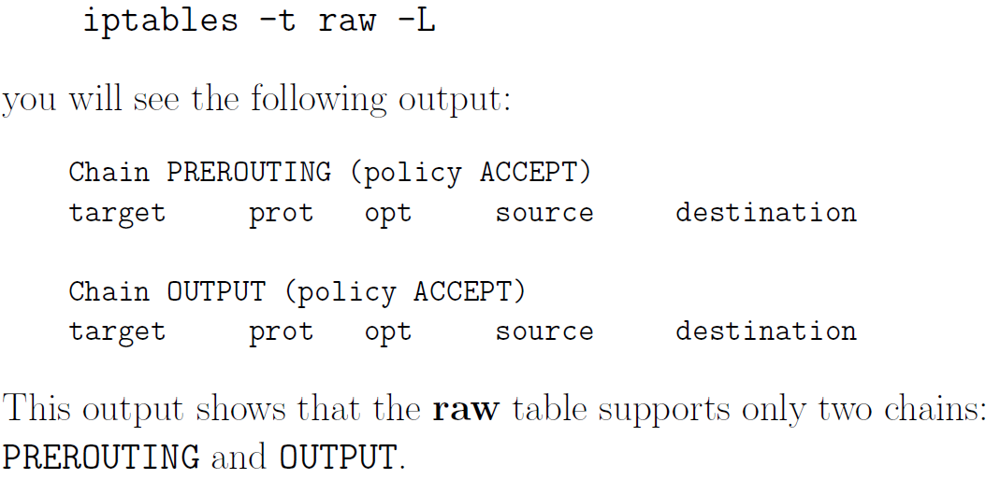 iptables -t raw -L
you will see the following output:
Chain PREROUTING (policy ACCEPT)
target prot opt source destination
Chain OUTPUT (policy ACCEPT)
target prot opt source destination
This output shows that the raw table supports only two chains:
PREROUTING and OUTPUT.